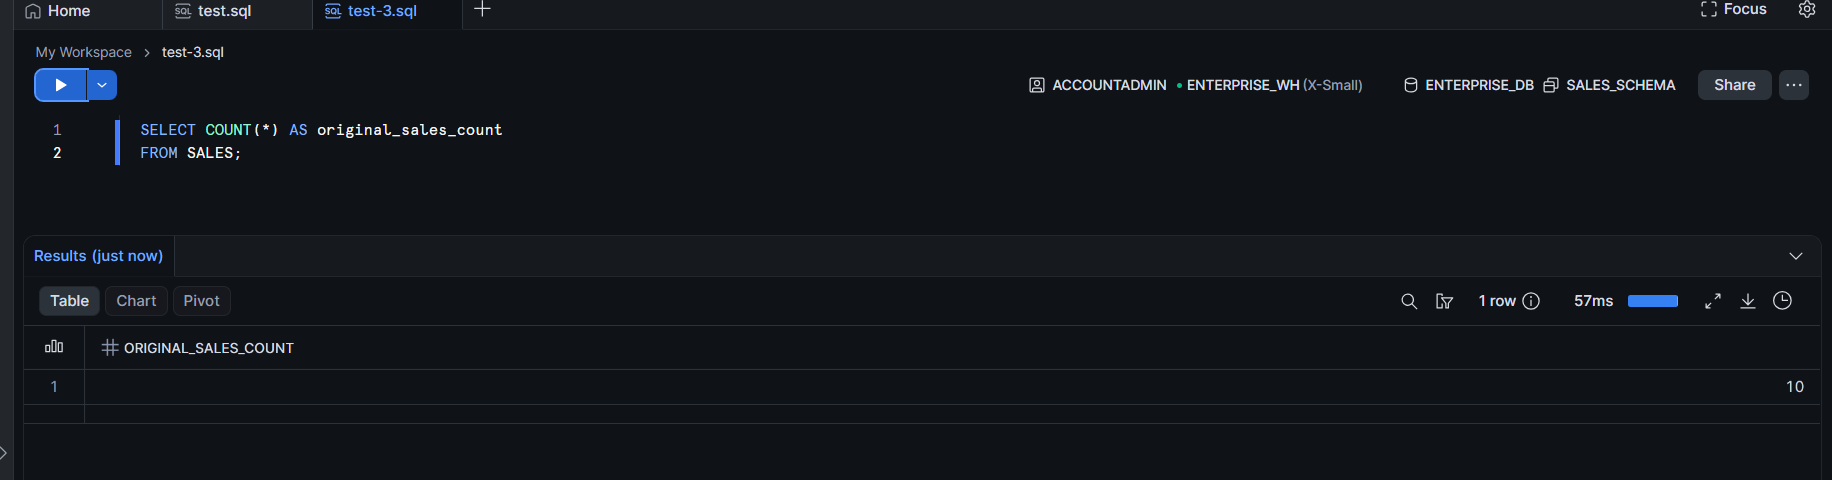 Home
SQL test.sql
SQL test-3.sql
Focus
My Workspace > test-3.sql
ACCOUNTADMIN • ENTERPRISE_WH (X-Small) ENTERPRISE_DB SALES_SCHEMA Share ...
1 SELECT COUNT(*) AS original_sales_count
2 FROM SALES;
Results (just now)
Table Chart Pivot 1 row 57ms
# ORIGINAL_SALES_COUNT
1 10